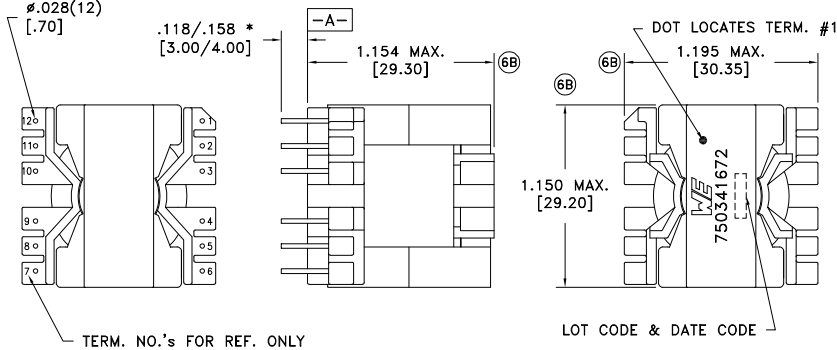 ø.028(12)
[.70]
.118/.158 *
[3.00/4.00]
-A-
1.154 MAX.
[29.30]
6B
DOT LOCATES TERM. #1
6B
1.195 MAX.
[30.35]
6B
12
11
10
9
8
7
1
2
3
4
5
6
1.150 MAX.
[29.20]
WE
750341672
TERM. NO.'s FOR REF. ONLY
LOT CODE & DATE CODE